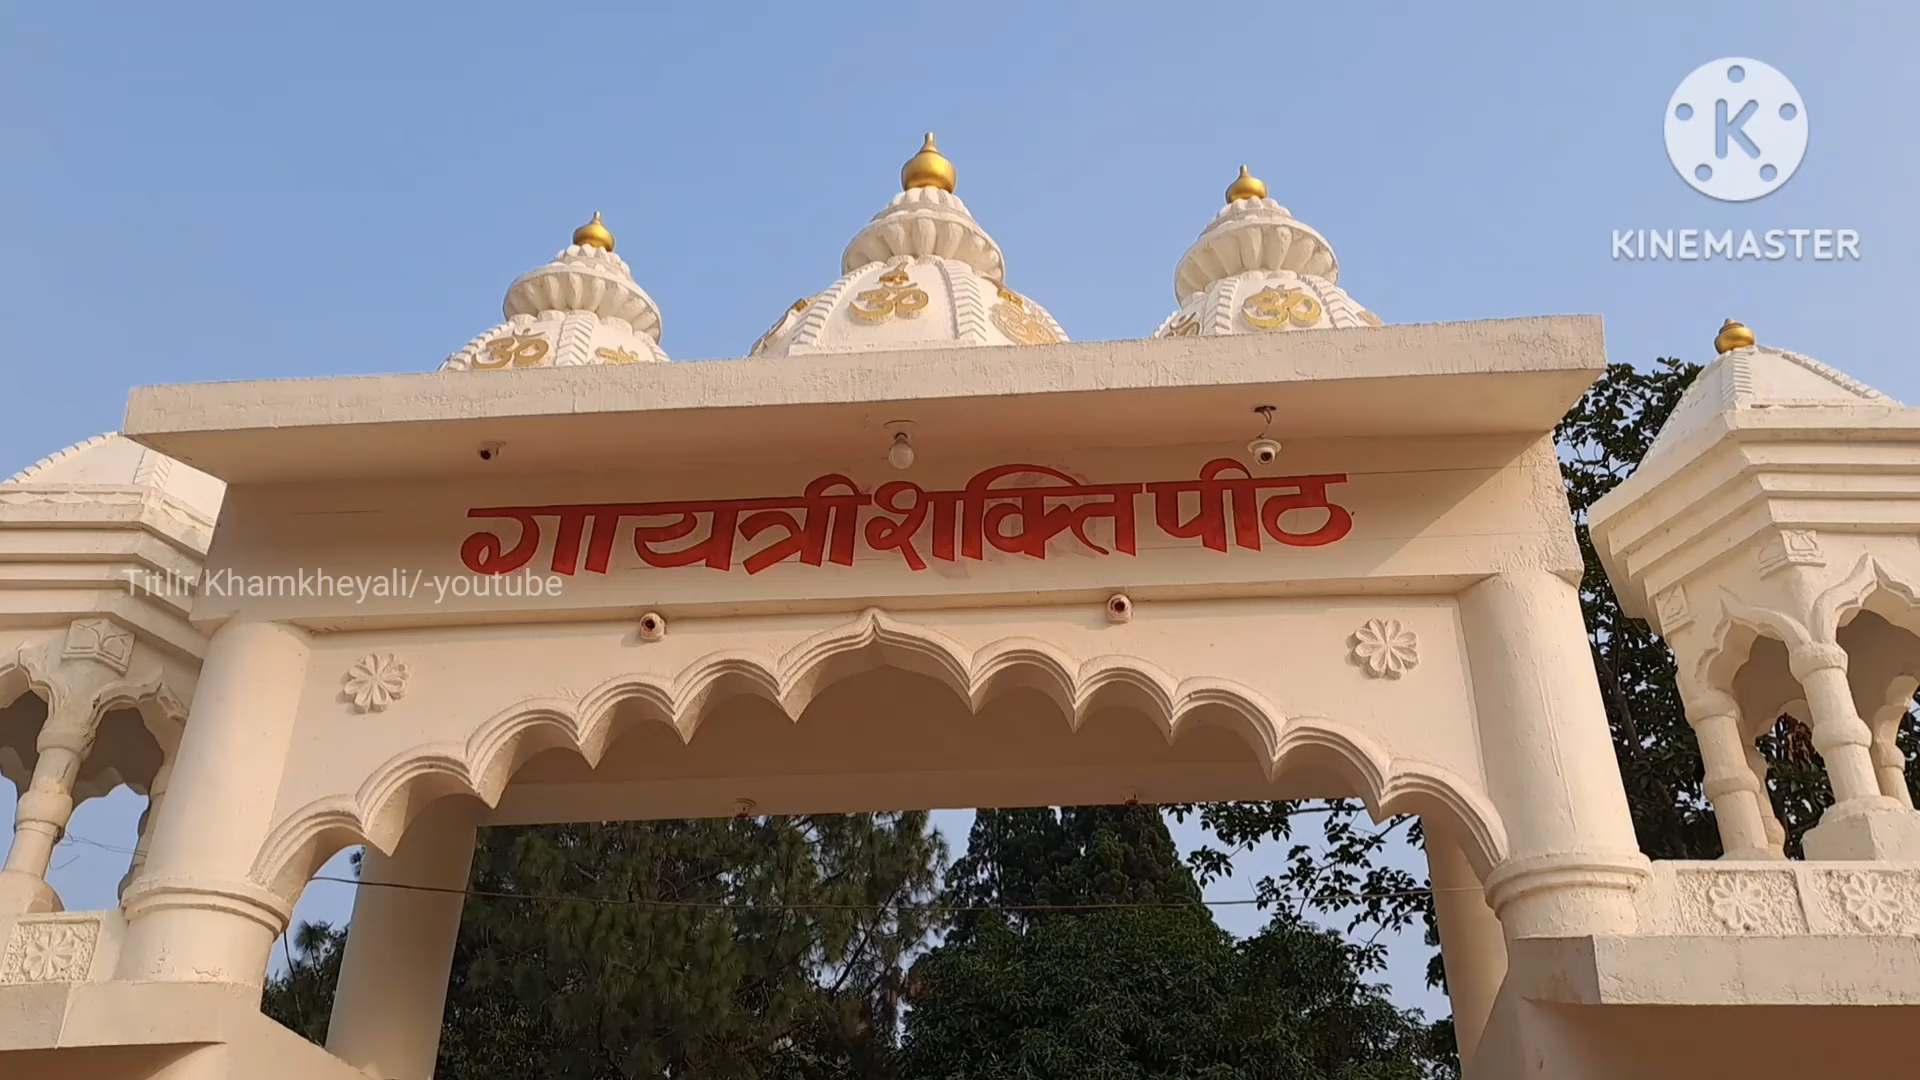 K
KINEMASTER
ॐ ॐ ॐ
गायत्री शक्ति पीठ
Titlir Khamkheyali/-youtube